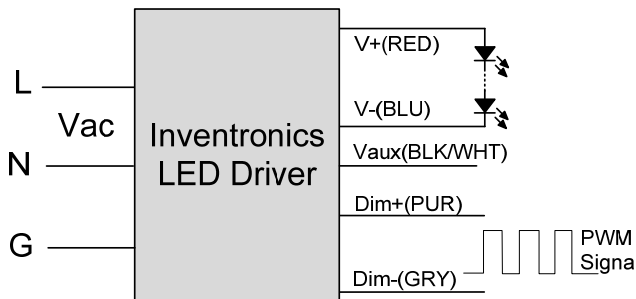 V+(RED)
L
Vac
V-(BLU)
Inventronics
LED Driver
Vaux(BLK/WHT)
N
Dim+(PUR)
G
PWM
Signa
Dim-(GRY)